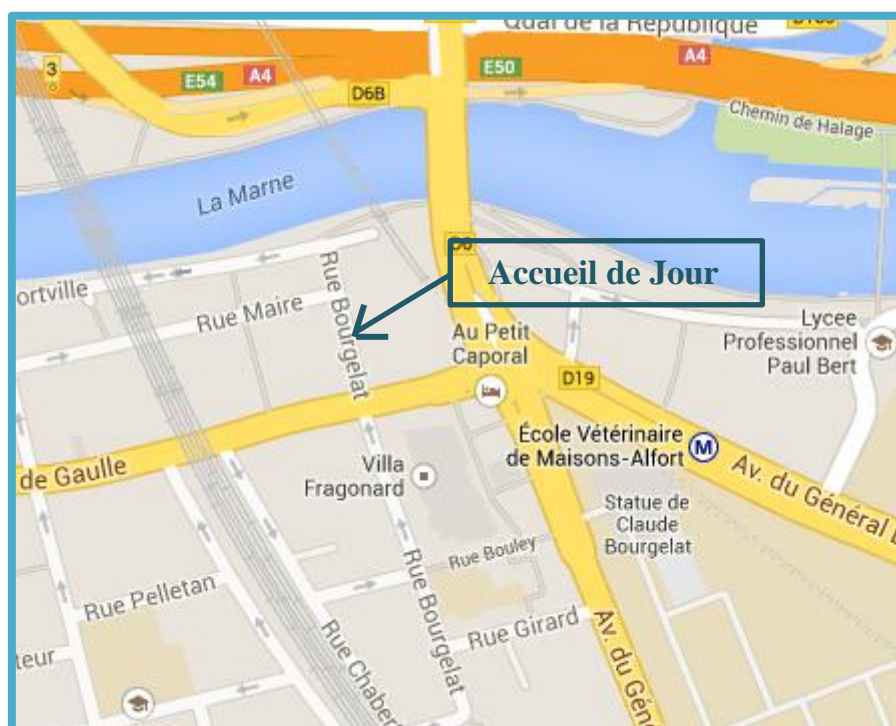 Quai de la République
3
E54
A4
E50
A4
D6B
Chemin de Halage
La Marne
D6
Accueil de Jour
ortville
Rue Maire
Rue Bourgelat
Au Petit
Caporal
Lycee
Professionnel
Paul Bert
D19
École Vétérinaire
de Maisons-Alfort
M
de Gaulle
Villa
Fragonard
Av. du Général L
Statue de
Claude
Bourgelat
Rue Bouley
Rue Bourgelat
Rue Pelletan
Rue Girard
Av. du Gén
teur
Rue Chaber